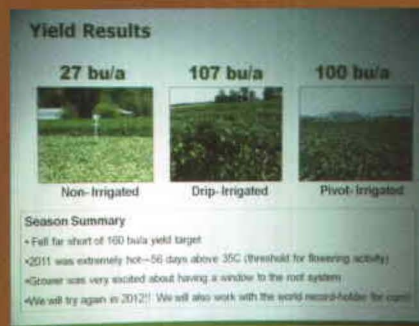 Yield Results
27 bu/a 107 bu/a 100 bu/a
Non-Irrigated Drip-Irrigated Pivot-Irrigated
Season Summary
•Fell far short of 160 bu/a yield target
•2011 was extremely hot—56 days above 35C (threshold for flowering activity)
•Grower was very excited about having a window to the root system
•We will try again in 2012!! We will also work with the world record-holder for corn!